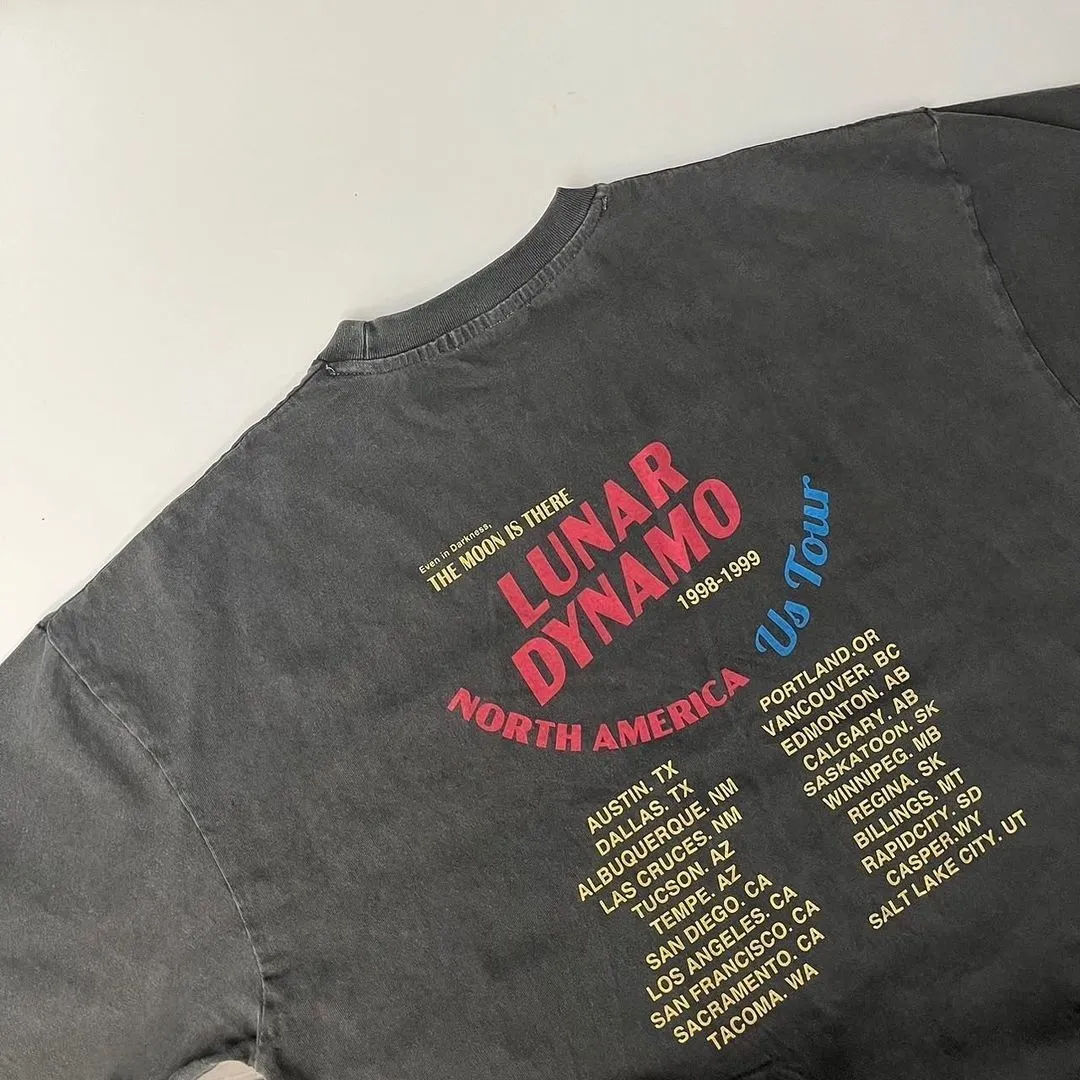 Even in Darkness,
THE MOON IS THERE
LUNAR
DYNAMO
1998-1999
NORTH AMERICA
Us Tour
AUSTIN. TX
DALLAS. TX
ALBUQUERQUE. NM
LAS CRUCES. NM
TUCSON. AZ
TEMPE. AZ
SAN DIEGO. CA
LOS ANGELES. CA
SAN FRANCISCO. CA
SACRAMENTO. CA
TACOMA. WA
PORTLAND.OR
VANCOUVER. BC
EDMONTON. AB
CALGARY. AB
SASKATOON. SK
WINNIPEG. MB
REGINA. SK
BILLINGS. MT
RAPIDCITY. SD
CASPER.WY
SALT LAKE CITY. UT